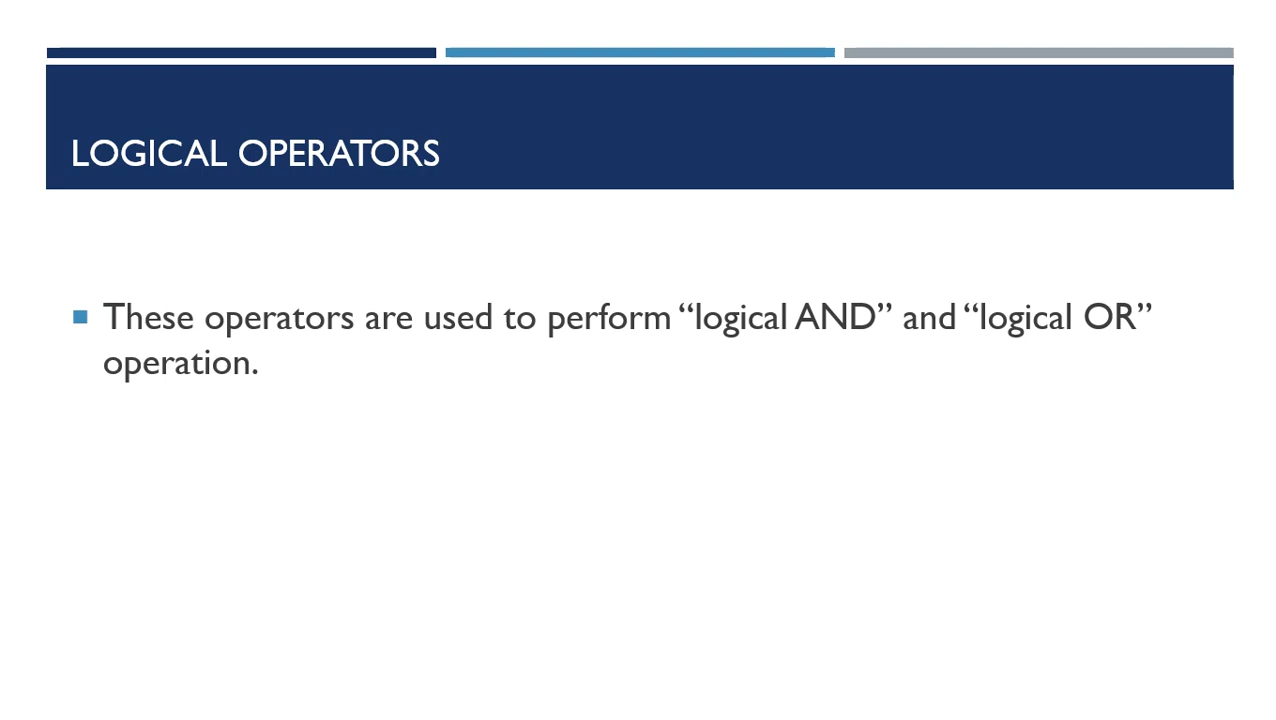 LOGICAL OPERATORS
These operators are used to perform “logical AND” and “logical OR”
operation.